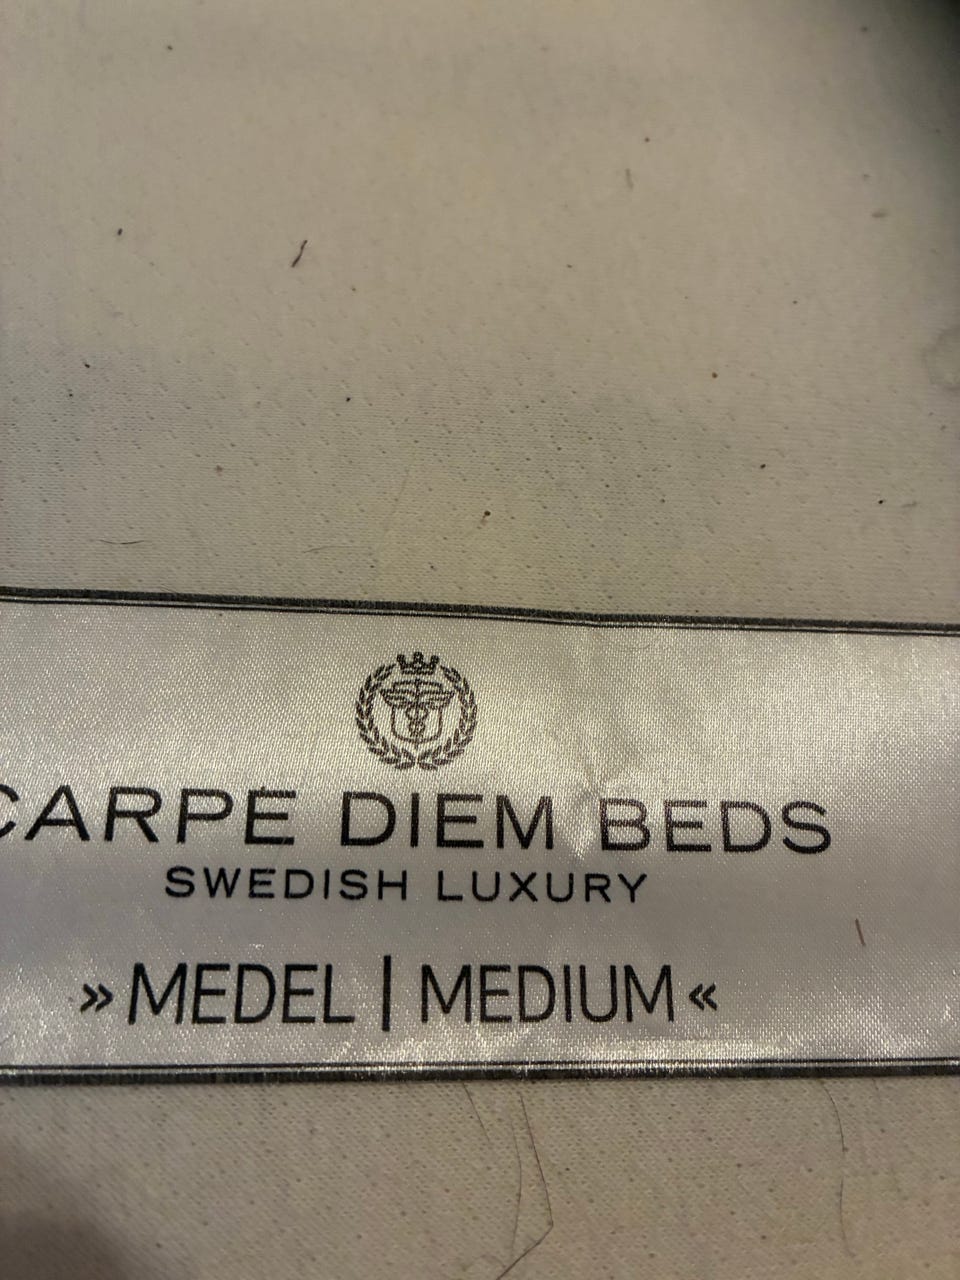 CARPE DIEM BEDS
SWEDISH LUXURY
»MEDEL | MEDIUM«